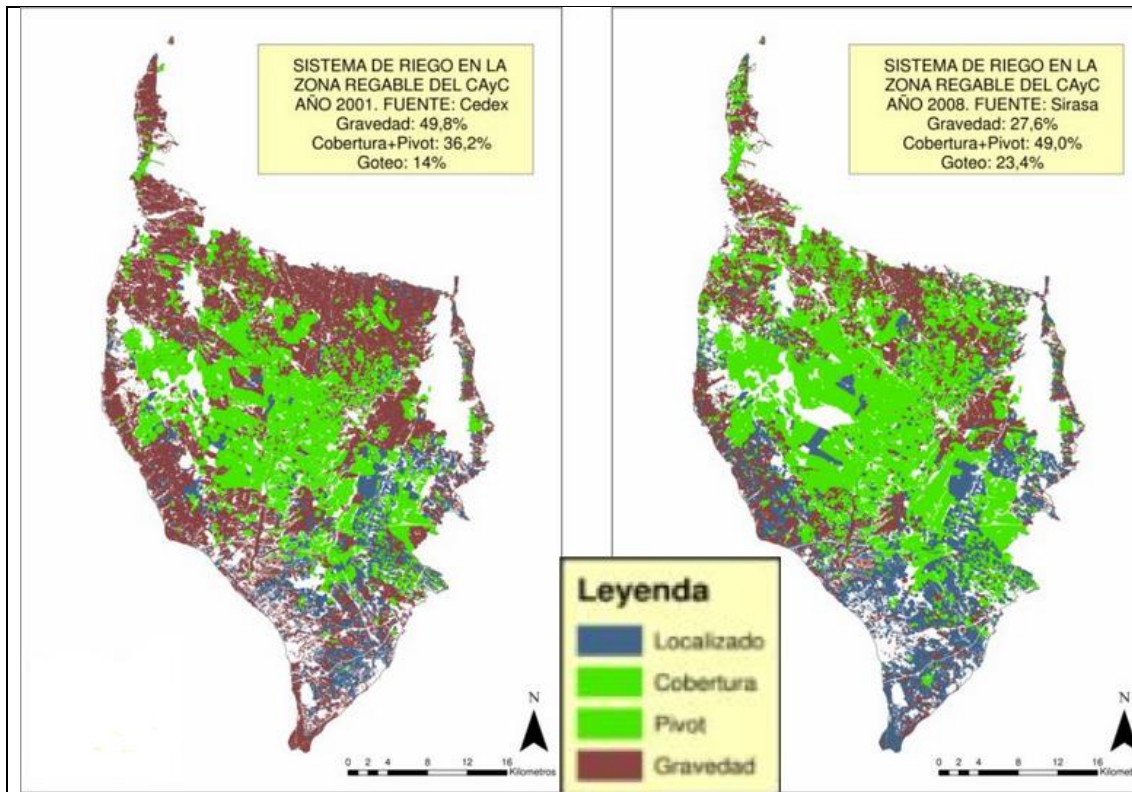 SISTEMA DE RIEGO EN LA
ZONA REGABLE DEL CAyC
AÑO 2001. FUENTE: Cedex
Gravedad: 49,8%
Cobertura+Pivot: 36,2%
Goteo: 14%
N
0 2 4 8 12 16
Kilometros
SISTEMA DE RIEGO EN LA
ZONA REGABLE DEL CAyC
AÑO 2008. FUENTE: Sirasa
Gravedad: 27,6%
Cobertura+Pivot: 49,0%
Goteo: 23,4%
N
0 2 4 8 12 16
Kilomet
Leyenda
Localizado
Cobertura
Pivot
Gravedad